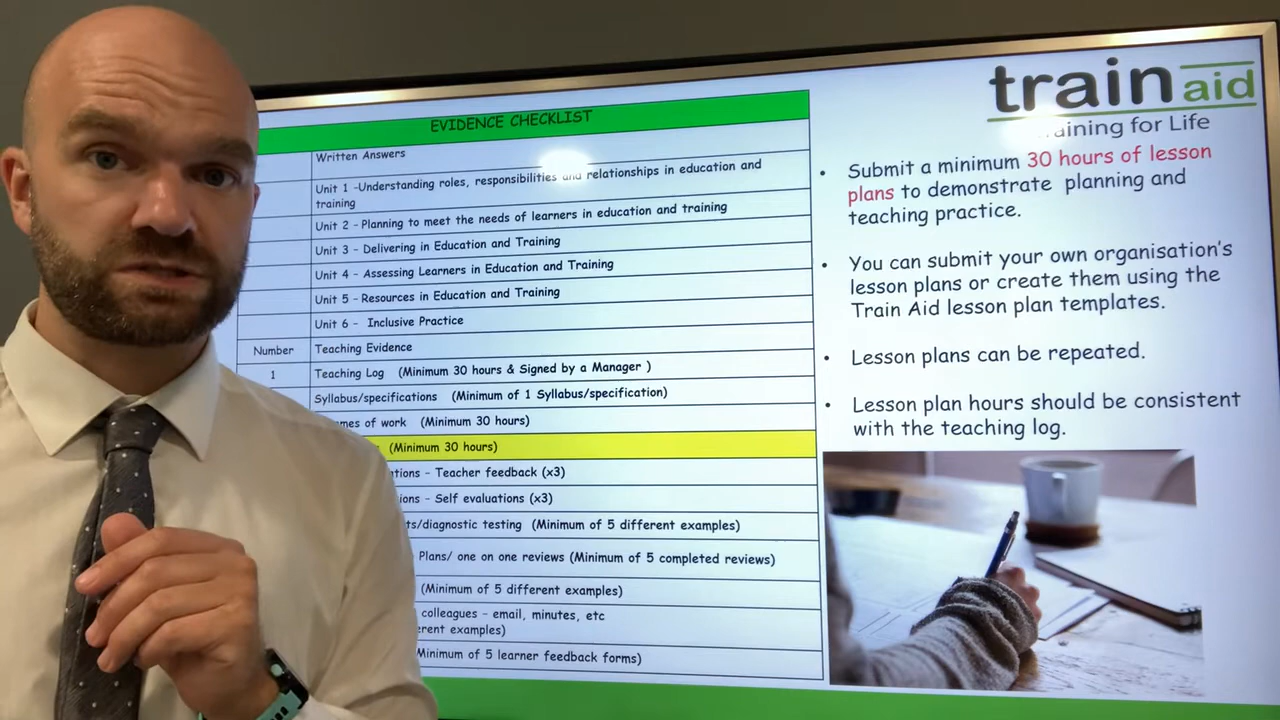 train aid
aining for Life
EVIDENCE CHECKLIST
Written Answers
Unit 1 -Understanding roles, responsibilities and relationships in education and
training
Unit 2 - Planning to meet the needs of learners in education and training
Unit 3 - Delivering in Education and Training
Unit 4 - Assessing Learners in Education and Training
Unit 5 - Resources in Education and Training
Unit 6 - Inclusive Practice
Number Teaching Evidence
1 Teaching Log (Minimum 30 hours & Signed by a Manager )
Syllabus/specifications (Minimum of 1 Syllabus/specification)
mes of work (Minimum 30 hours)
(Minimum 30 hours)
tions - Teacher feedback (x3)
ions - Self evaluations (x3)
ts/diagnostic testing (Minimum of 5 different examples)
Plans/ one on one reviews (Minimum of 5 completed reviews)
(Minimum of 5 different examples)
colleagues - email, minutes, etc
erent examples)
Minimum of 5 learner feedback forms)
• Submit a minimum 30 hours of lesson
plans to demonstrate planning and
teaching practice.
• You can submit your own organisation's
lesson plans or create them using the
Train Aid lesson plan templates.
• Lesson plans can be repeated.
• Lesson plan hours should be consistent
with the teaching log.